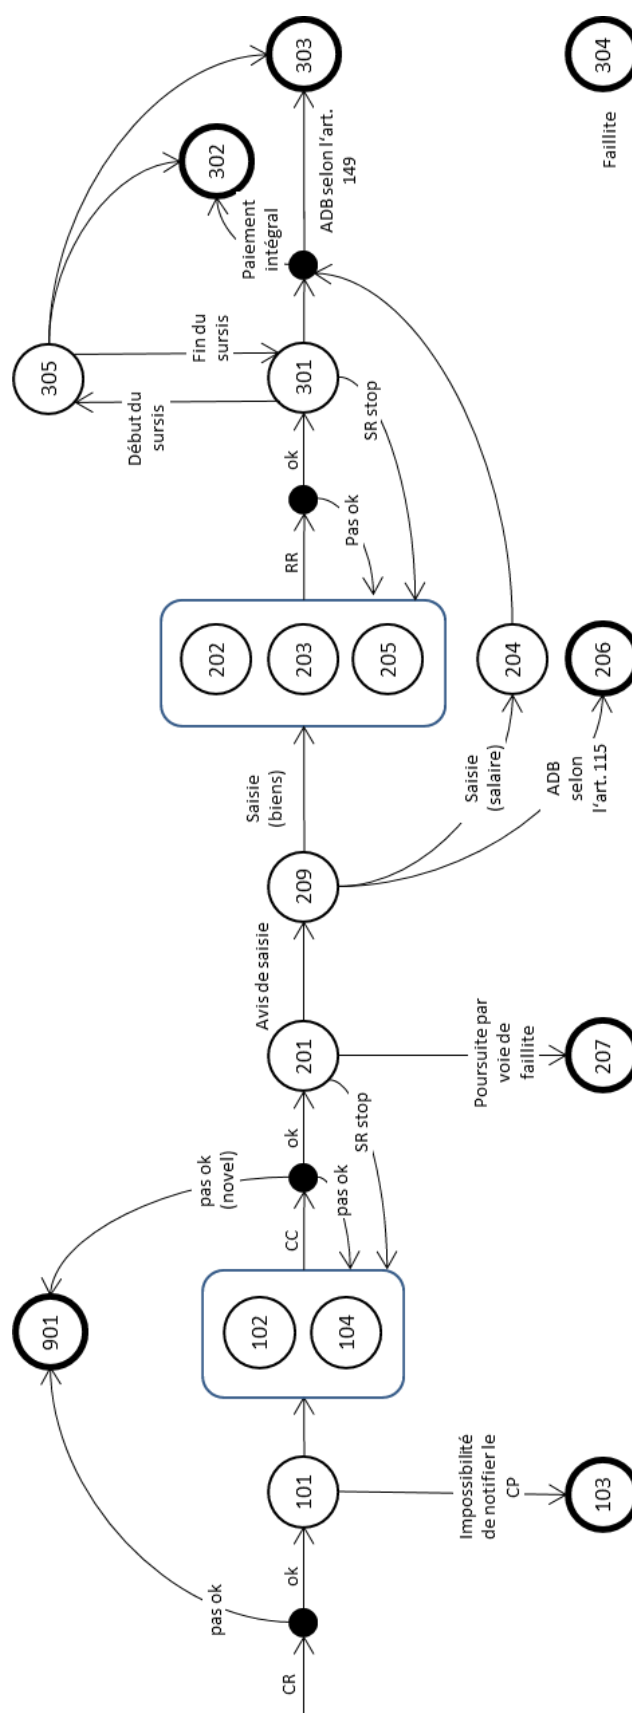 CR
pas ok
ok
101
Impossibilité
de notifier le
CP
103
901
102
104
CC
pas ok
(novel)
pas ok
ok
SR stop
201
Poursuite par
voie de
faillite
207
Avis de saisie
209
Saisie
(biens)
Saisie
(salaire)
ADB
selon
l'art. 115
202
203
205
204
206
RR
Pas ok
ok
SR stop
301
Début du
sursis
Fin du
sursis
305
Paiement
intégral
302
ADB selon l'art.
149
303
304
Faillite